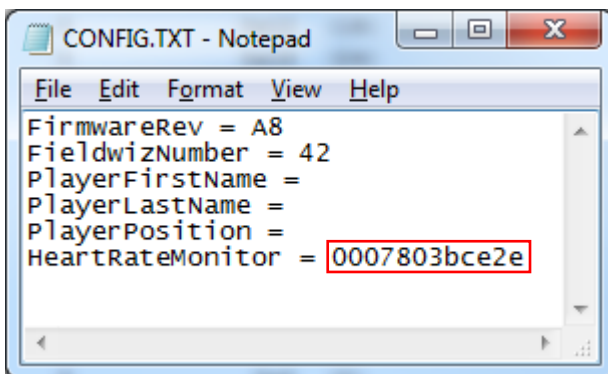 CONFIG.TXT - Notepad
File Edit Format View Help
FirmwareRev = A8
FieldwizNumber = 42
PlayerFirstName =
PlayerLastName =
PlayerPosition =
HeartRateMonitor = 0007803bce2e